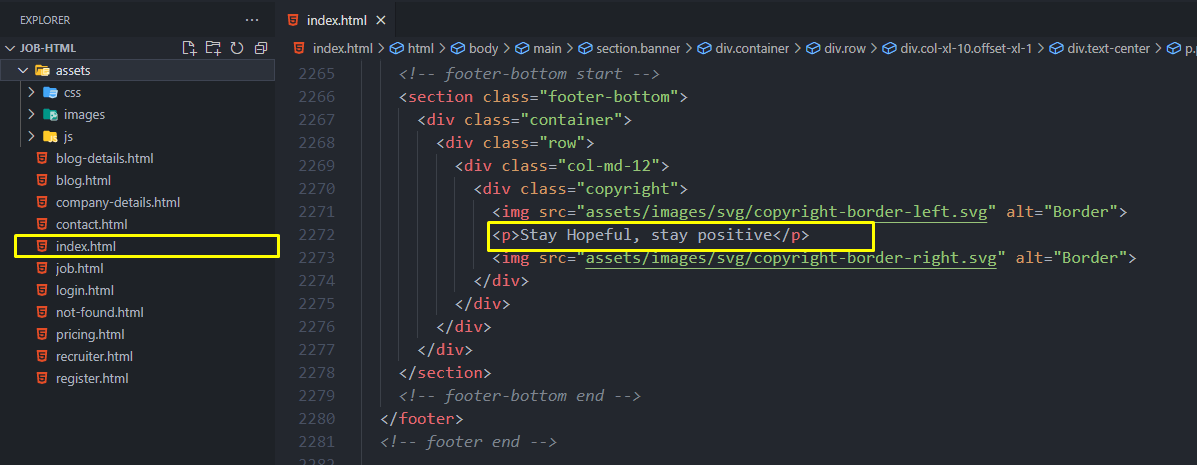 EXPLORER
index.html
JOB-HTML
index.html > html > body > main > section.banner > div.container > div.row > div.col-xl-10.offset-xl-1 > div.text-center > p.p
assets
css
images
js
blog-details.html
blog.html
company-details.html
contact.html
index.html
job.html
login.html
not-found.html
pricing.html
recruiter.html
register.html
2265 <!-- footer-bottom start -->
2266 <section class="footer-bottom">
2267 <div class="container">
2268 <div class="row">
2269 <div class="col-md-12">
2270 <div class="copyright">
2271 <img src="assets/images/svg/copyright-border-left.svg" alt="Border">
2272 <p>Stay Hopeful, stay positive</p>
2273 <img src="assets/images/svg/copyright-border-right.svg" alt="Border">
2274 </div>
2275 </div>
2276 </div>
2277 </div>
2278 </section>
2279 <!-- footer-bottom end -->
2280 </footer>
2281 <!-- footer end -->
2282